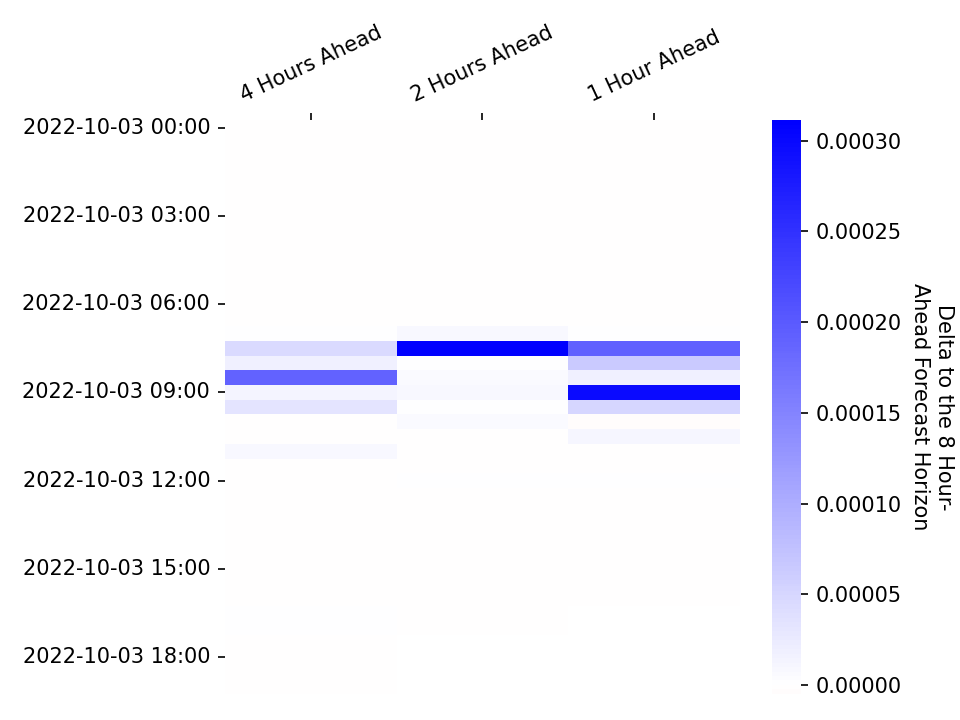 4 Hours Ahead
2 Hours Ahead
1 Hour Ahead
2022-10-03 00:00
2022-10-03 03:00
2022-10-03 06:00
2022-10-03 09:00
2022-10-03 12:00
2022-10-03 15:00
2022-10-03 18:00
0.00030
0.00025
0.00020
0.00015
0.00010
0.00005
0.00000
Delta to the 8 Hour-
Ahead Forecast Horizon